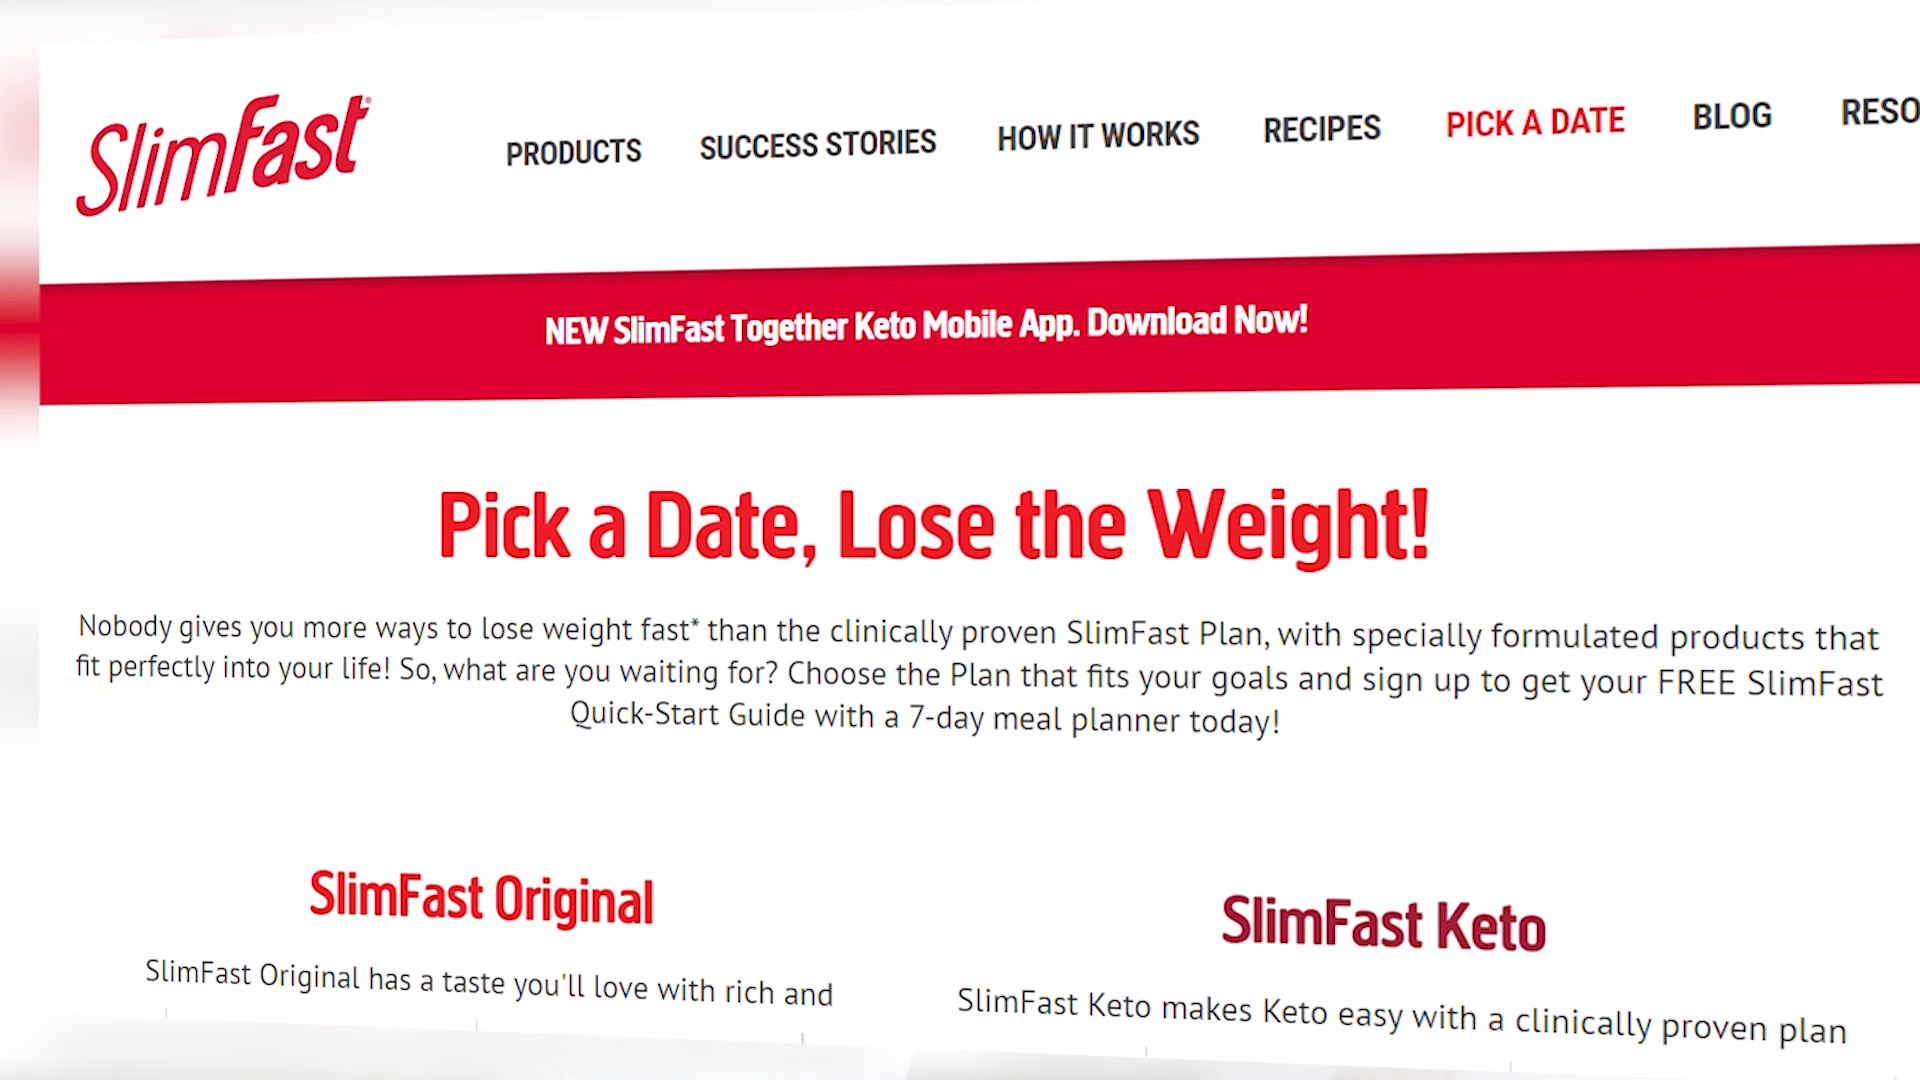 SlimFast®
PRODUCTS SUCCESS STORIES HOW IT WORKS RECIPES PICK A DATE BLOG RESO
NEW SlimFast Together Keto Mobile App. Download Now!
Pick a Date, Lose the Weight!
Nobody gives you more ways to lose weight fast* than the clinically proven SlimFast Plan, with specially formulated products that
fit perfectly into your life! So, what are you waiting for? Choose the Plan that fits your goals and sign up to get your FREE SlimFast
Quick-Start Guide with a 7-day meal planner today!
SlimFast Original
SlimFast Original has a taste you'll love with rich and
SlimFast Keto
SlimFast Keto makes Keto easy with a clinically proven plan